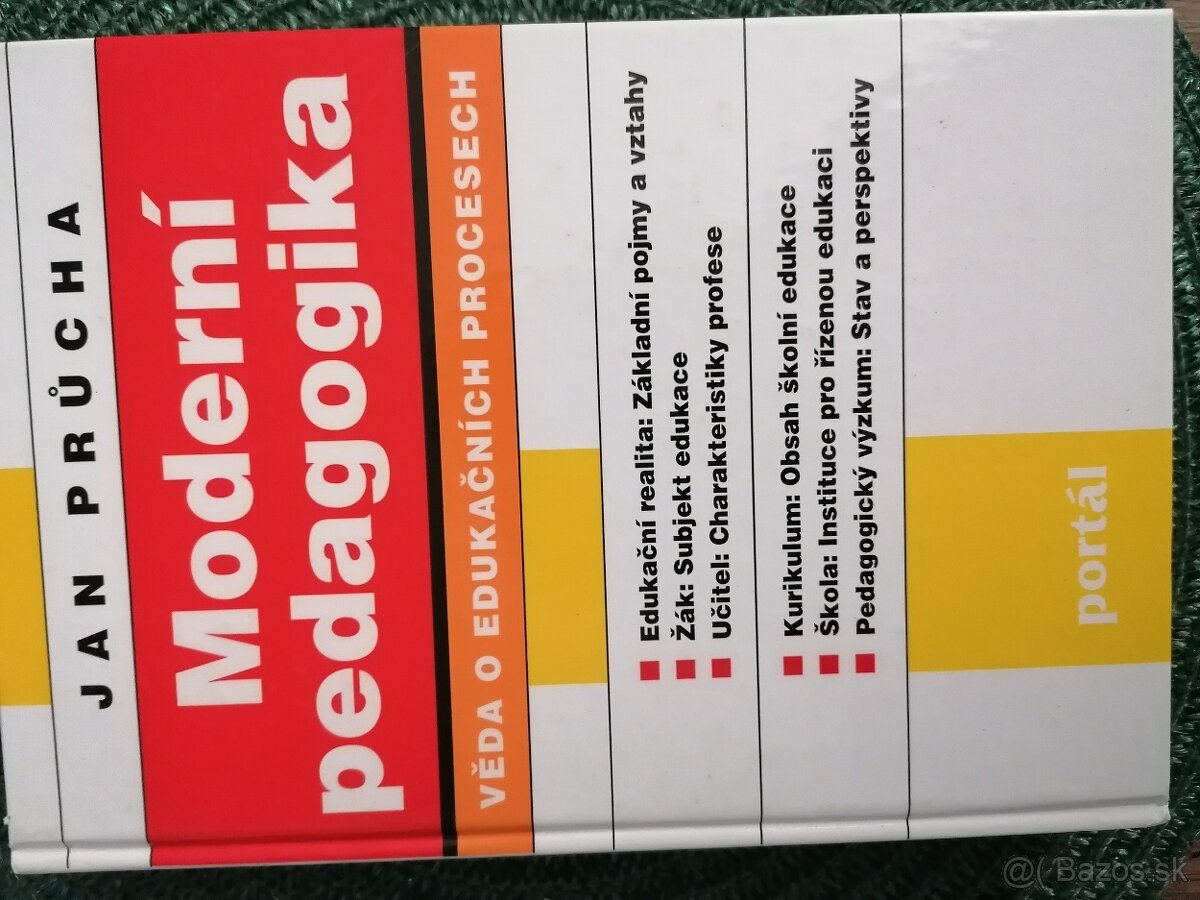 JAN PRŮCHA
Moderní
pedagogika
VĚDA O EDUKAČNÍCH PROCESECH
Edukační realita: Základní pojmy a vztahy
Žák: Subjekt edukace
Učitel: Charakteristiky profese
Kurikulum: Obsah školní edukace
Škola: Instituce pro řízenou edukaci
Pedagogický výzkum: Stav a perspektivy
portál
@( Bazos.sk